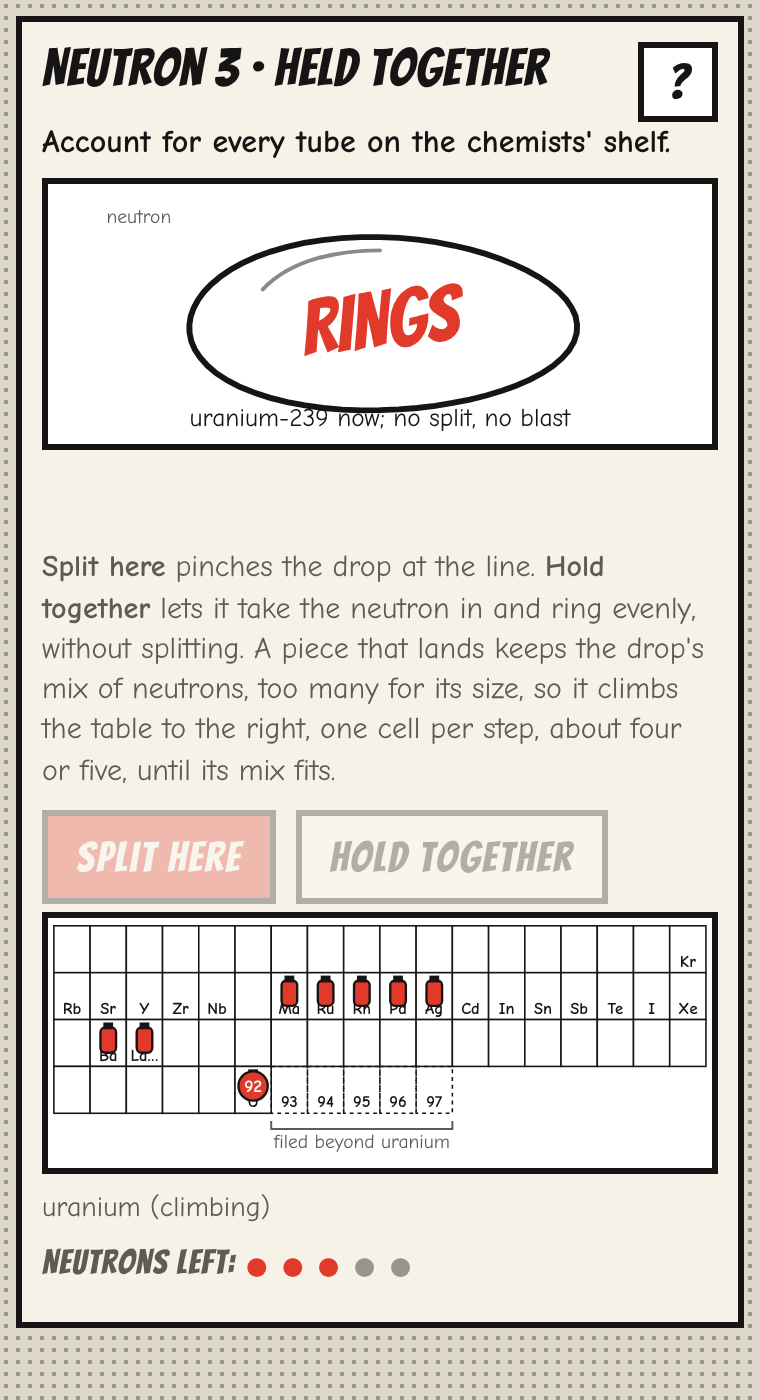 NEUTRON 3 • HELD TOGETHER
?
Account for every tube on the chemists' shelf.
neutron
RINGS
uranium-239 now; no split, no blast
Split here pinches the drop at the line. Hold
together lets it take the neutron in and ring evenly,
without splitting. A piece that lands keeps the drop's
mix of neutrons, too many for its size, so it climbs
the table to the right, one cell per step, about four
or five, until its mix fits.
SPLIT HERE
HOLD TOGETHER
Kr
Rb Sr Y Zr Nb Ma Ru Rh Pd Ag Cd In Sn Sb Te I Xe
Ba La...
92 93 94 95 96 97
filed beyond uranium
uranium (climbing)
NEUTRONS LEFT: